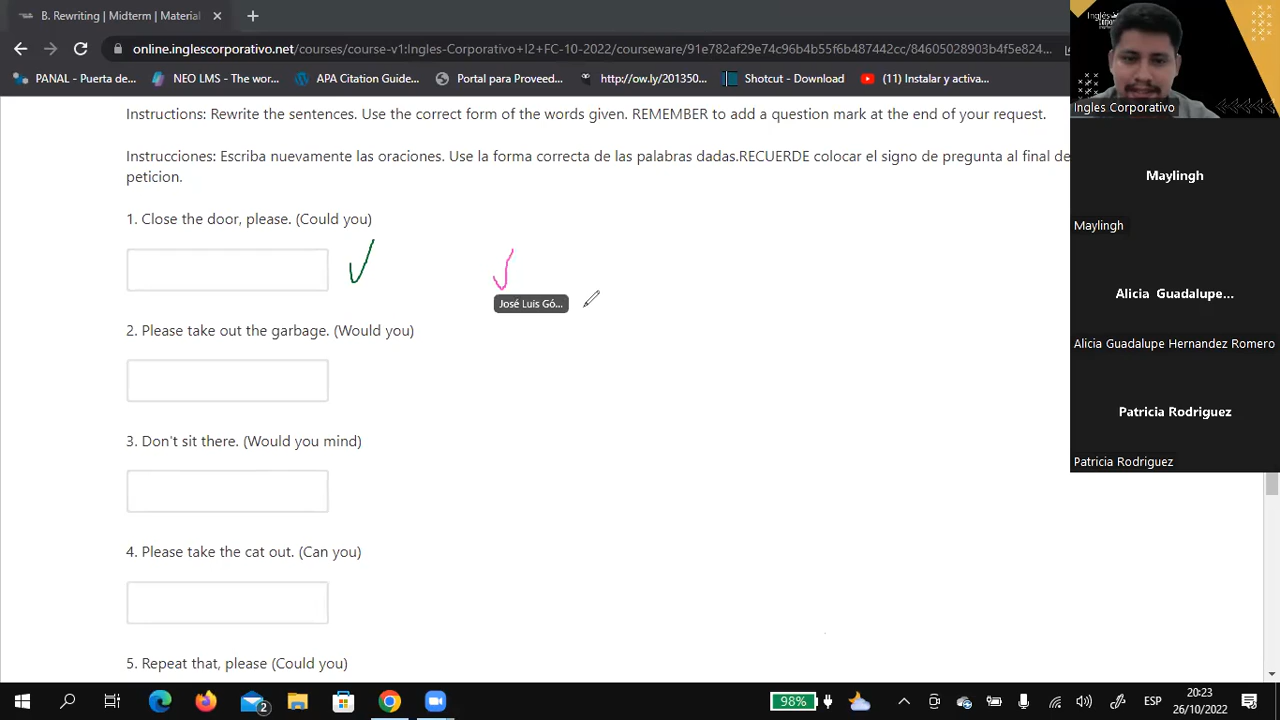 B. Rewriting | Midterm | Material
online.inglescorporativo.net/courses/course-v1:Ingles-Corporativo+I2+FC-10-2022/courseware/91e782af29e74c96b4b55f6b487442cc/84605028903b4f5e824...
PANAL - Puerta de... NEO LMS - The wor... APA Citation Guide... Portal para Proveed... http://ow.ly/201350... Shotcut - Download (11) Instalar y activa...
Instructions: Rewrite the sentences. Use the correct form of the words given. REMEMBER to add a question mark at the end of your request.
Instrucciones: Escriba nuevamente las oraciones. Use la forma correcta de las palabras dadas.RECUERDE colocar el signo de pregunta al final de
peticion.
1. Close the door, please. (Could you)
José Luis Gó...
2. Please take out the garbage. (Would you)
3. Don't sit there. (Would you mind)
4. Please take the cat out. (Can you)
5. Repeat that, please (Could you)
Ingles Corporativo
Maylingh
Maylingh
Alicia Guadalupe...
Alicia Guadalupe Hernandez Romero
Patricia Rodriguez
Patricia Rodriguez
2
98%
ESP
20:23
26/10/2022